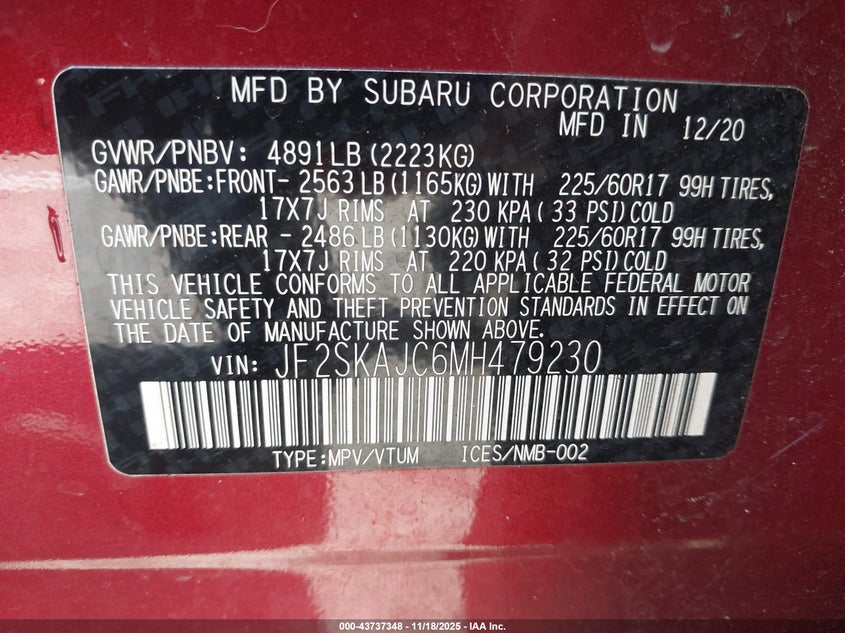 MFD BY SUBARU CORPORATION
MFD IN 12/20
GVWR/PNBV: 4891LB(2223KG)
GAWR/PNBE:FRONT- 2563LB(1165KG)WITH 225/60R17 99H TIRES,
17X7J RIMS AT 230 KPA(33 PSI)COLD
GAWR/PNBE:REAR - 2486LB(1130KG)WITH 225/60R17 99H TIRES,
17X7J RIMS AT 220 KPA(32 PSI)COLD
THIS VEHICLE CONFORMS TO ALL APPLICABLE FEDERAL MOTOR
VEHICLE SAFETY AND THEFT PREVENTION STANDARDS IN EFFECT ON
THE DATE OF MANUFACTURE SHOWN ABOVE.
VIN: JF2SKAJC6MH479230
TYPE:MPV/VTUM ICES/NMB-002
000-43737348 - 11/18/2025 - IAA Inc.